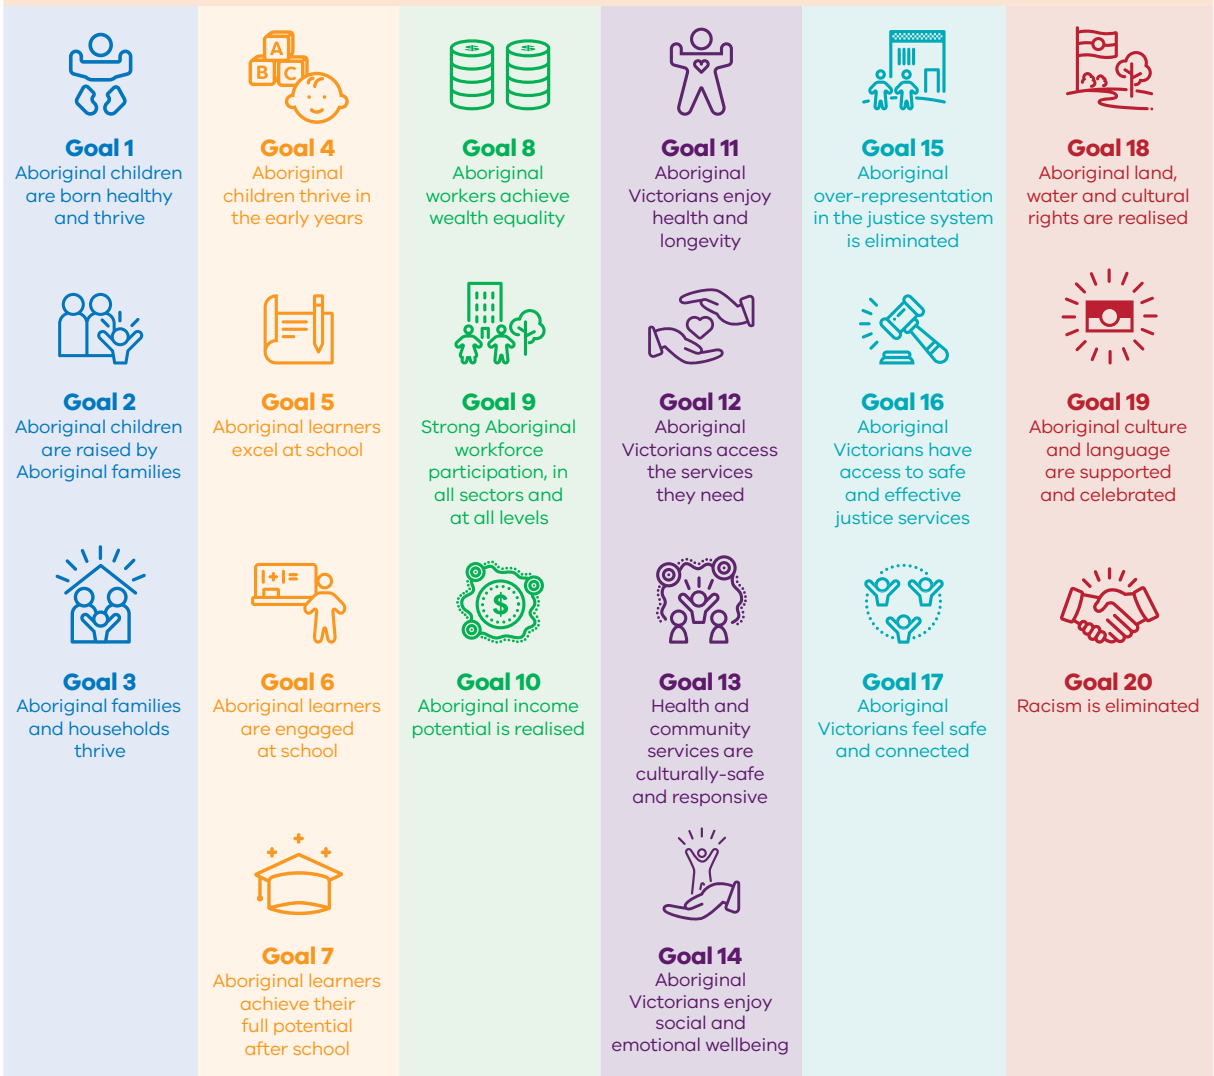 A
B C
Goal 1
Aboriginal children
are born healthy
and thrive
Goal 2
Aboriginal children
are raised by
Aboriginal families
Goal 3
Aboriginal families
and households
thrive
Goal 4
Aboriginal
children thrive in
the early years
Goal 5
Aboriginal learners
excel at school
1+1=
Goal 6
Aboriginal learners
are engaged
at school
Goal 7
Aboriginal learners
achieve their
full potential
after school
$ $
Goal 8
Aboriginal
workers achieve
wealth equality
Goal 9
Strong Aboriginal
workforce
participation, in
all sectors and
at all levels
$
Goal 10
Aboriginal income
potential is realised
Goal 11
Aboriginal
Victorians enjoy
health and
longevity
Goal 12
Aboriginal
Victorians access
the services
they need
Goal 13
Health and
community
services are
culturally-safe
and responsive
Goal 14
Aboriginal
Victorians enjoy
social and
emotional wellbeing
Goal 15
Aboriginal
over-representation
in the justice system
is eliminated
Goal 16
Aboriginal
Victorians have
access to safe
and effective
justice services
Goal 17
Aboriginal
Victorians feel safe
and connected
Goal 18
Aboriginal land,
water and cultural
rights are realised
Goal 19
Aboriginal culture
and language
are supported
and celebrated
Goal 20
Racism is eliminated